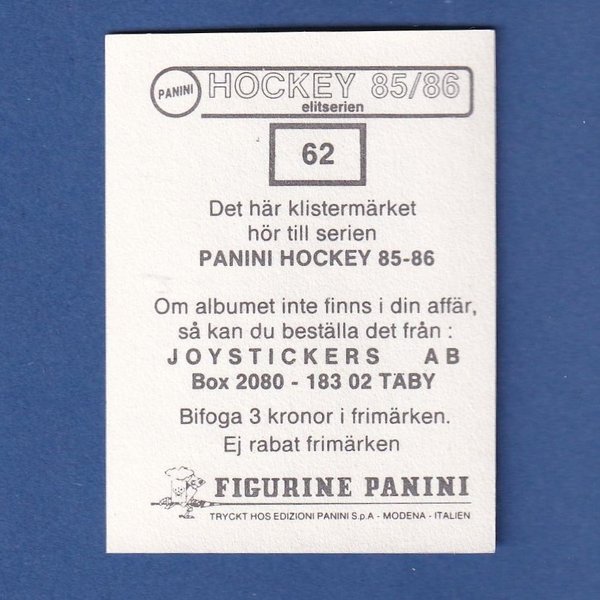 PANINI HOCKEY 85/86
elitserien
62
Det här klistermärket
hör till serien
PANINI HOCKEY 85-86
Om albumet inte finns i din affär,
så kan du beställa det från :
JOYSTICKERS AB
Box 2080 - 183 02 TÄBY
Bifoga 3 kronor i frimärken.
Ej rabat frimärken
FIGURINE PANINI
TRYCKT HOS EDIZIONI PANINI S.p.A - MODENA - ITALIEN